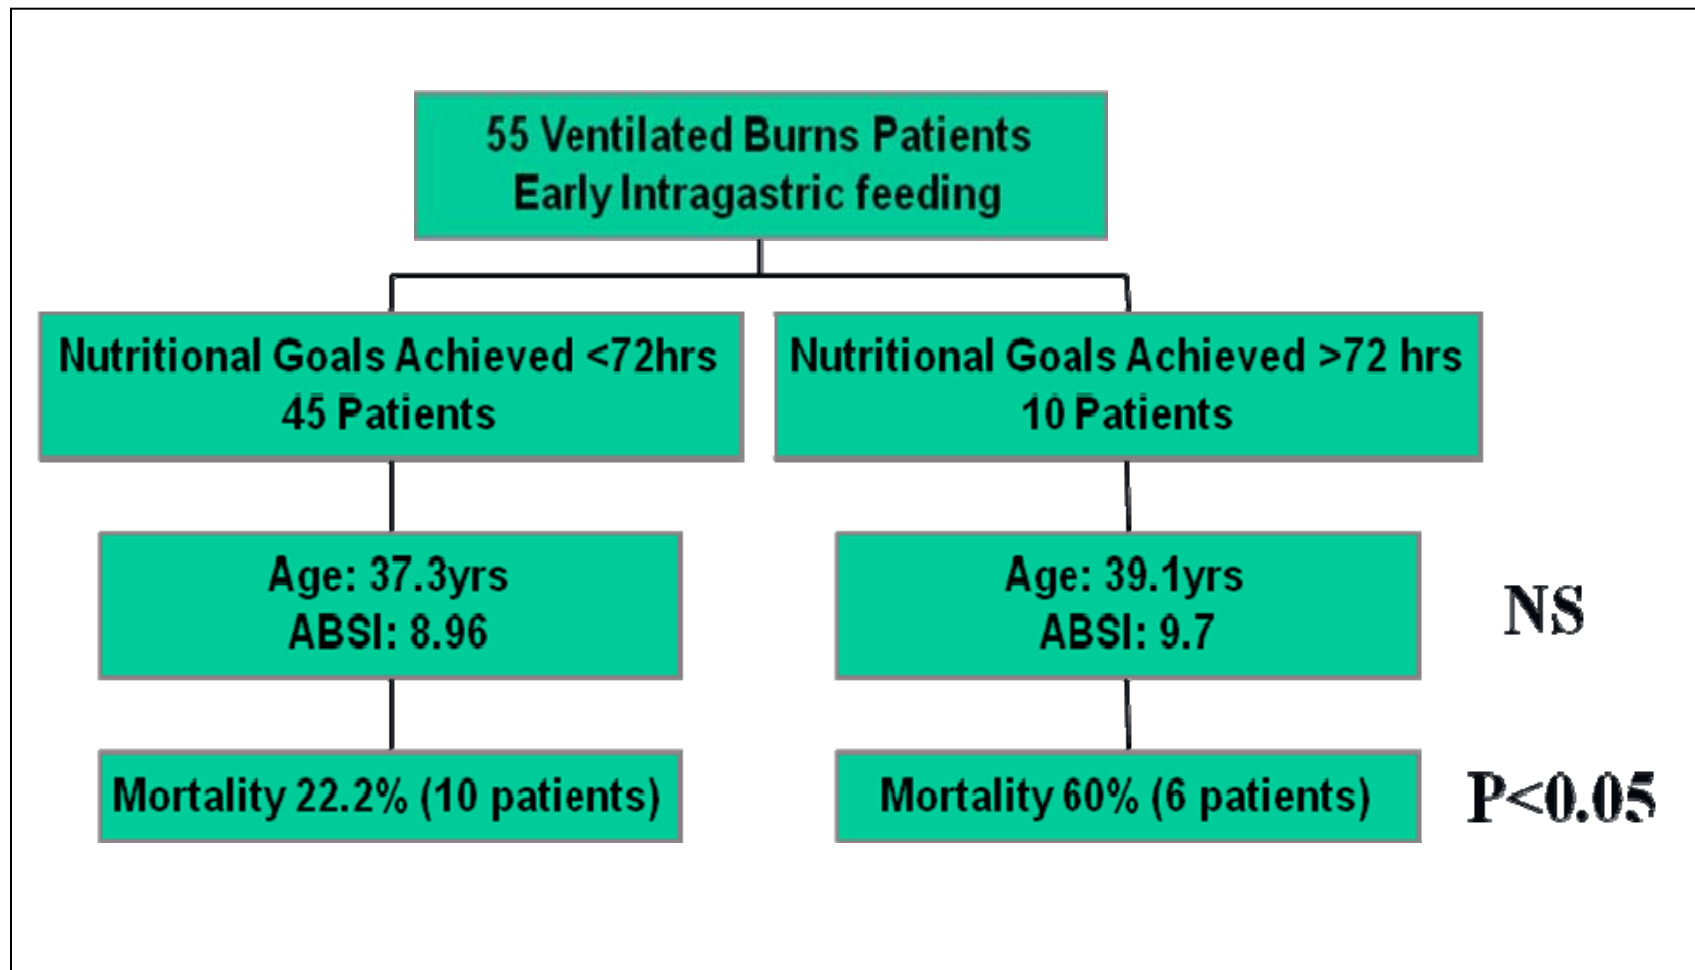 55 Ventilated Burns Patients
Early Intragastric feeding
Nutritional Goals Achieved <72hrs
45 Patients
Nutritional Goals Achieved >72 hrs
10 Patients
Age: 37.3yrs
ABSI: 8.96
Age: 39.1yrs
ABSI: 9.7
NS
Mortality 22.2% (10 patients)
Mortality 60% (6 patients)
P<0.05